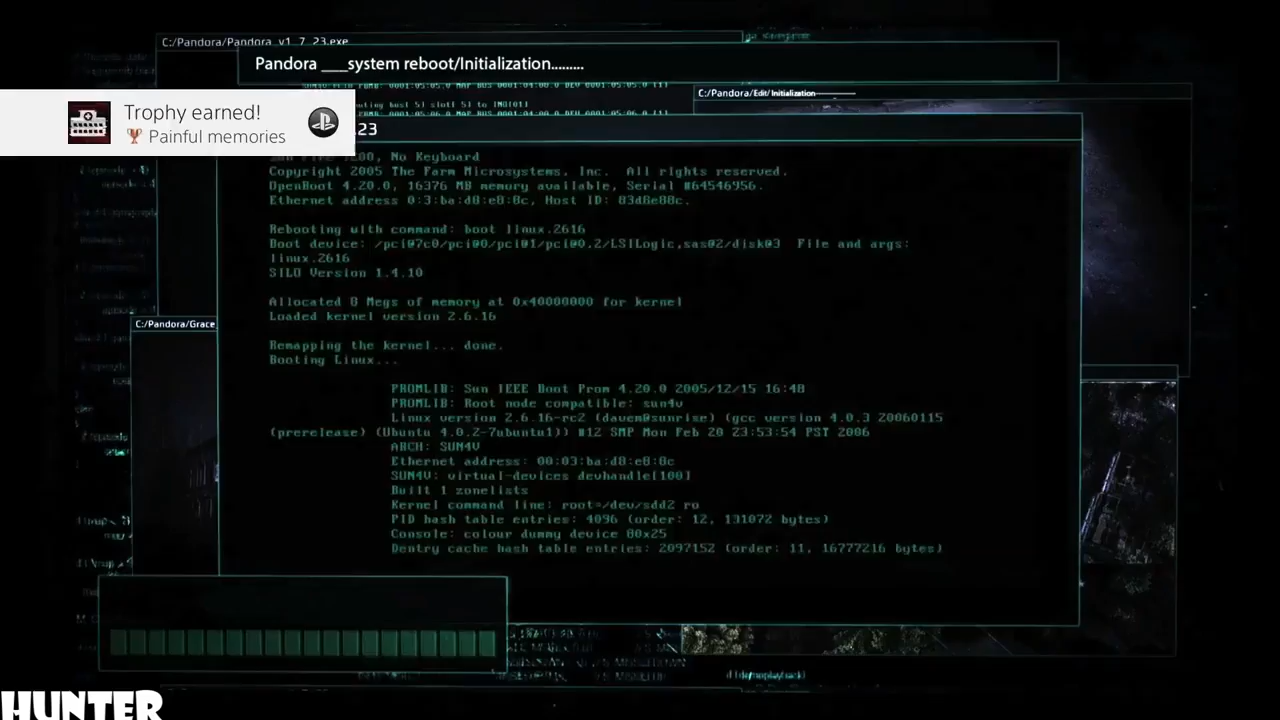 C:/Pandora/Pandora_v1_7_23.exe
Pandora ___system reboot/Initialization.........
C:/Pandora/Edit/Initialization
Trophy earned!
Painful memories
.23
1200, No Keyboard
Copyright 2005 The Farm Microsystems, Inc. All rights reserved.
OpenBoot 4.20.0, 16376 MB memory available, Serial #64546956.
Ethernet address 0:3:ba:d8:e8:8c, Host ID: 83d8e88c.
Rebooting with command: boot linux.2616
Boot device: /pci@7c0/pci@0/pci@1/pci@0.2/LSILogic,sas@2/disk@3 File and args:
linux.2616
SILO Version 1.4.10
Allocated 8 Megs of memory at 0x40000000 for kernel
Loaded kernel version 2.6.16
C:/Pandora/Grace
Remapping the kernel... done.
Booting Linux...
PROMLIB: Sun IEEE Boot Prom 4.20.0 2005/12/15 16:48
PROMLIB: Root node compatible: sun4v
Linux version 2.6.16-rc2 (davem@sunrise) (gcc version 4.0.3 20060115
(prerelease) (Ubuntu 4.0.2-7ubuntu1)) #12 SMP Mon Feb 20 23:53:54 PST 2006
ARCH: SUN4V
Ethernet address: 00:03:ba:d8:e8:8c
SUN4V: virtual-devices devhandle[100]
Built 1 zonelists
Kernel command line: root=/dev/sdd2 ro
PID hash table entries: 4096 (order: 12, 131072 bytes)
Console: colour dummy device 80x25
Dentry cache hash table entries: 2097152 (order: 11, 16777216 bytes)
HUNTER